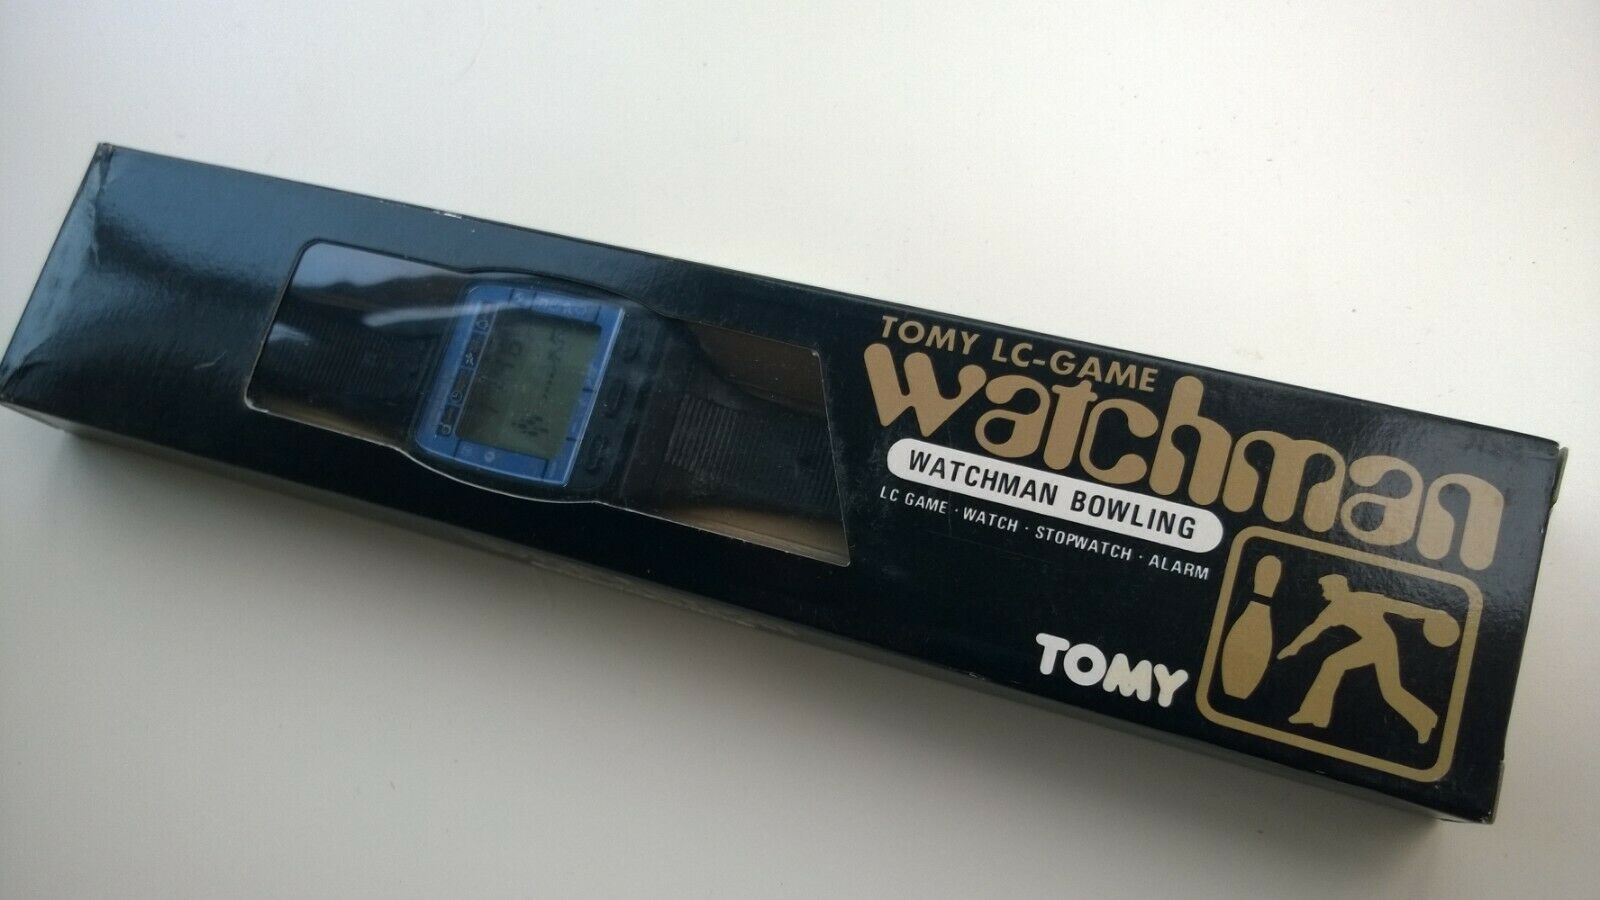 TOMY LC-GAME
watchman
WATCHMAN BOWLING
LC GAME · WATCH · STOPWATCH · ALARM
TOMY